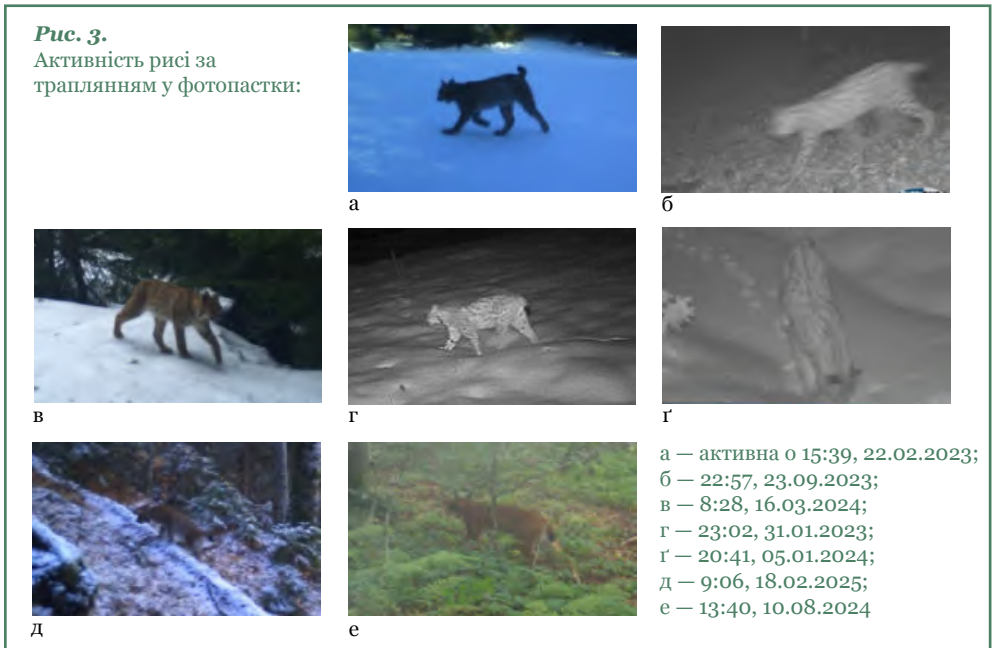 Рис. 3.
Активність рисі за
траплянням у фотопастки:
а
б
в
г
ґ
д
е
а — активна о 15:39, 22.02.2023;
б — 22:57, 23.09.2023;
в — 8:28, 16.03.2024;
г — 23:02, 31.01.2023;
ґ — 20:41, 05.01.2024;
д — 9:06, 18.02.2025;
е — 13:40, 10.08.2024